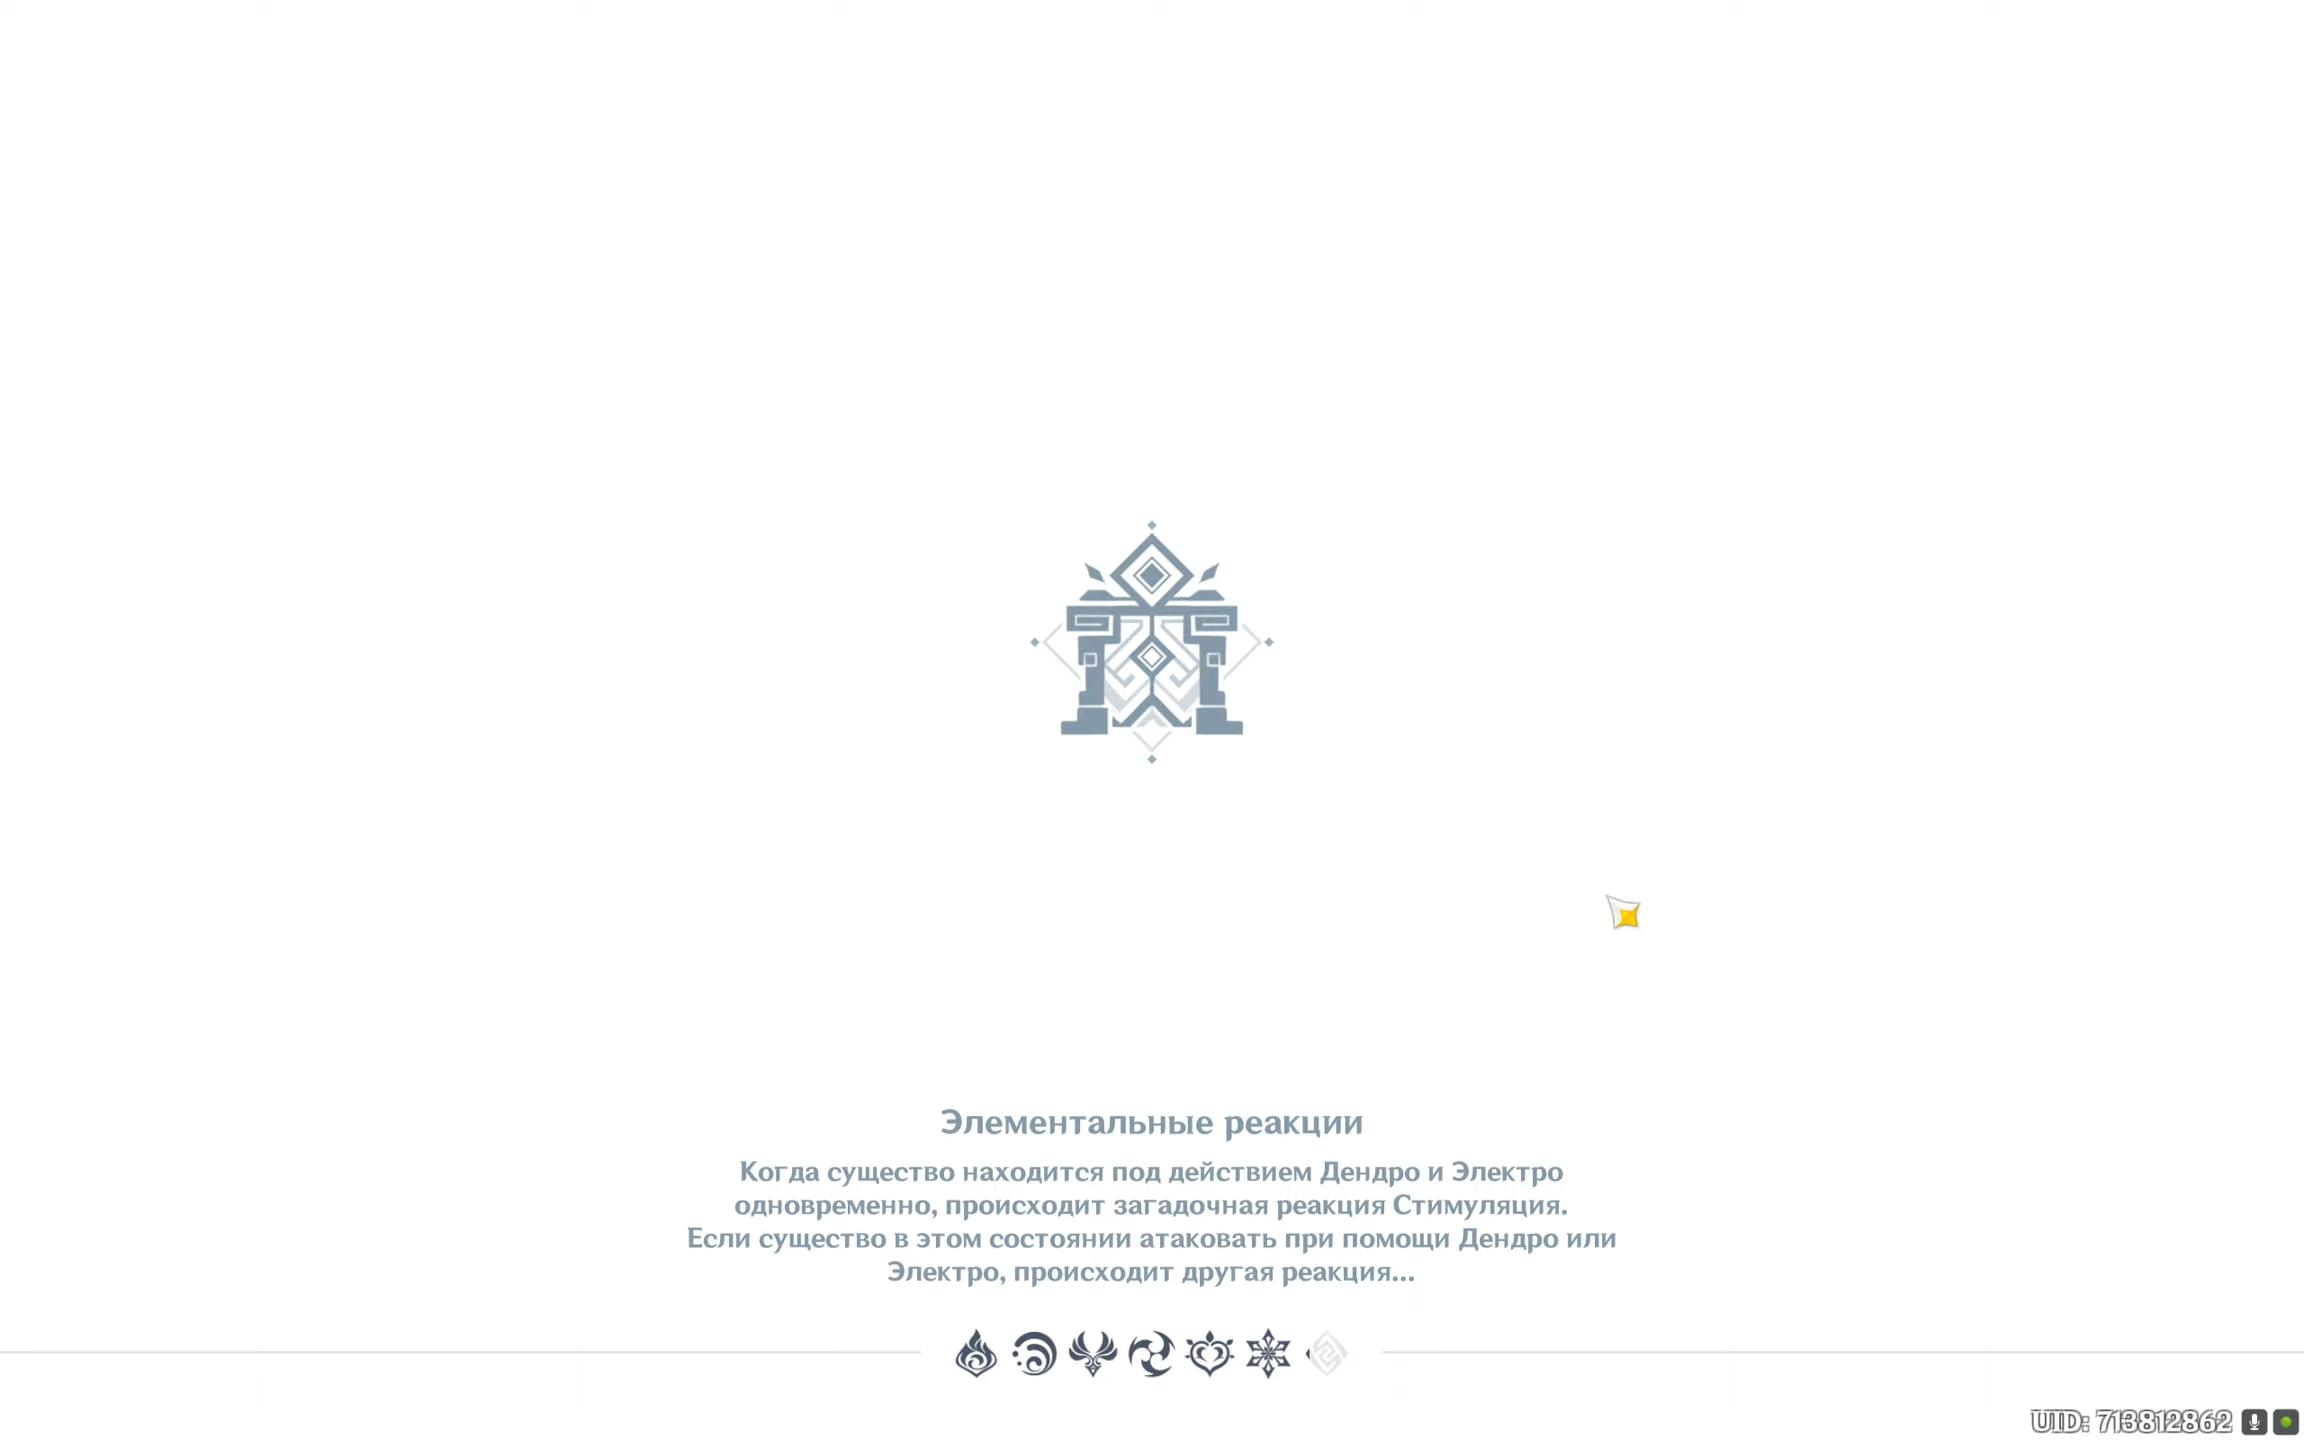 Элементальные реакции
Когда существо находится под действием Дендро и Электро
одновременно, происходит загадочная реакция Стимуляция.
Если существо в этом состоянии атаковать при помощи Дендро или
Электро, происходит другая реакция...
UID: 713812862